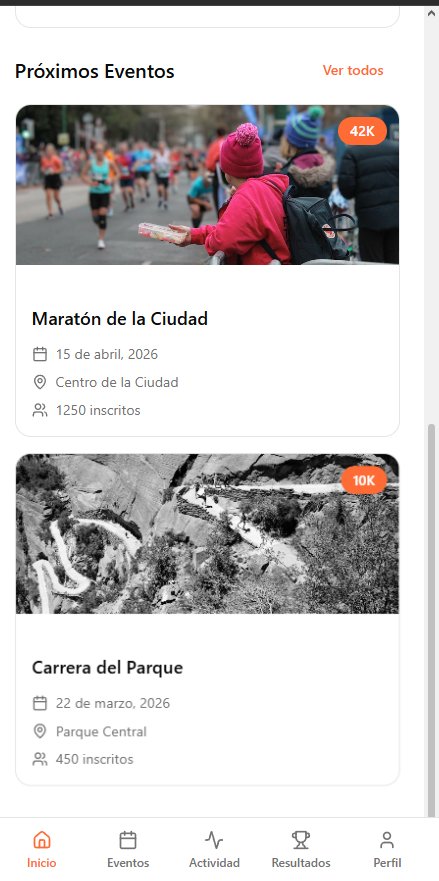 Próximos Eventos
Ver todos
42K
Maratón de la Ciudad
15 de abril, 2026
Centro de la Ciudad
1250 inscritos
10K
Carrera del Parque
22 de marzo, 2026
Parque Central
450 inscritos
Inicio
Eventos
Actividad
Resultados
Perfil